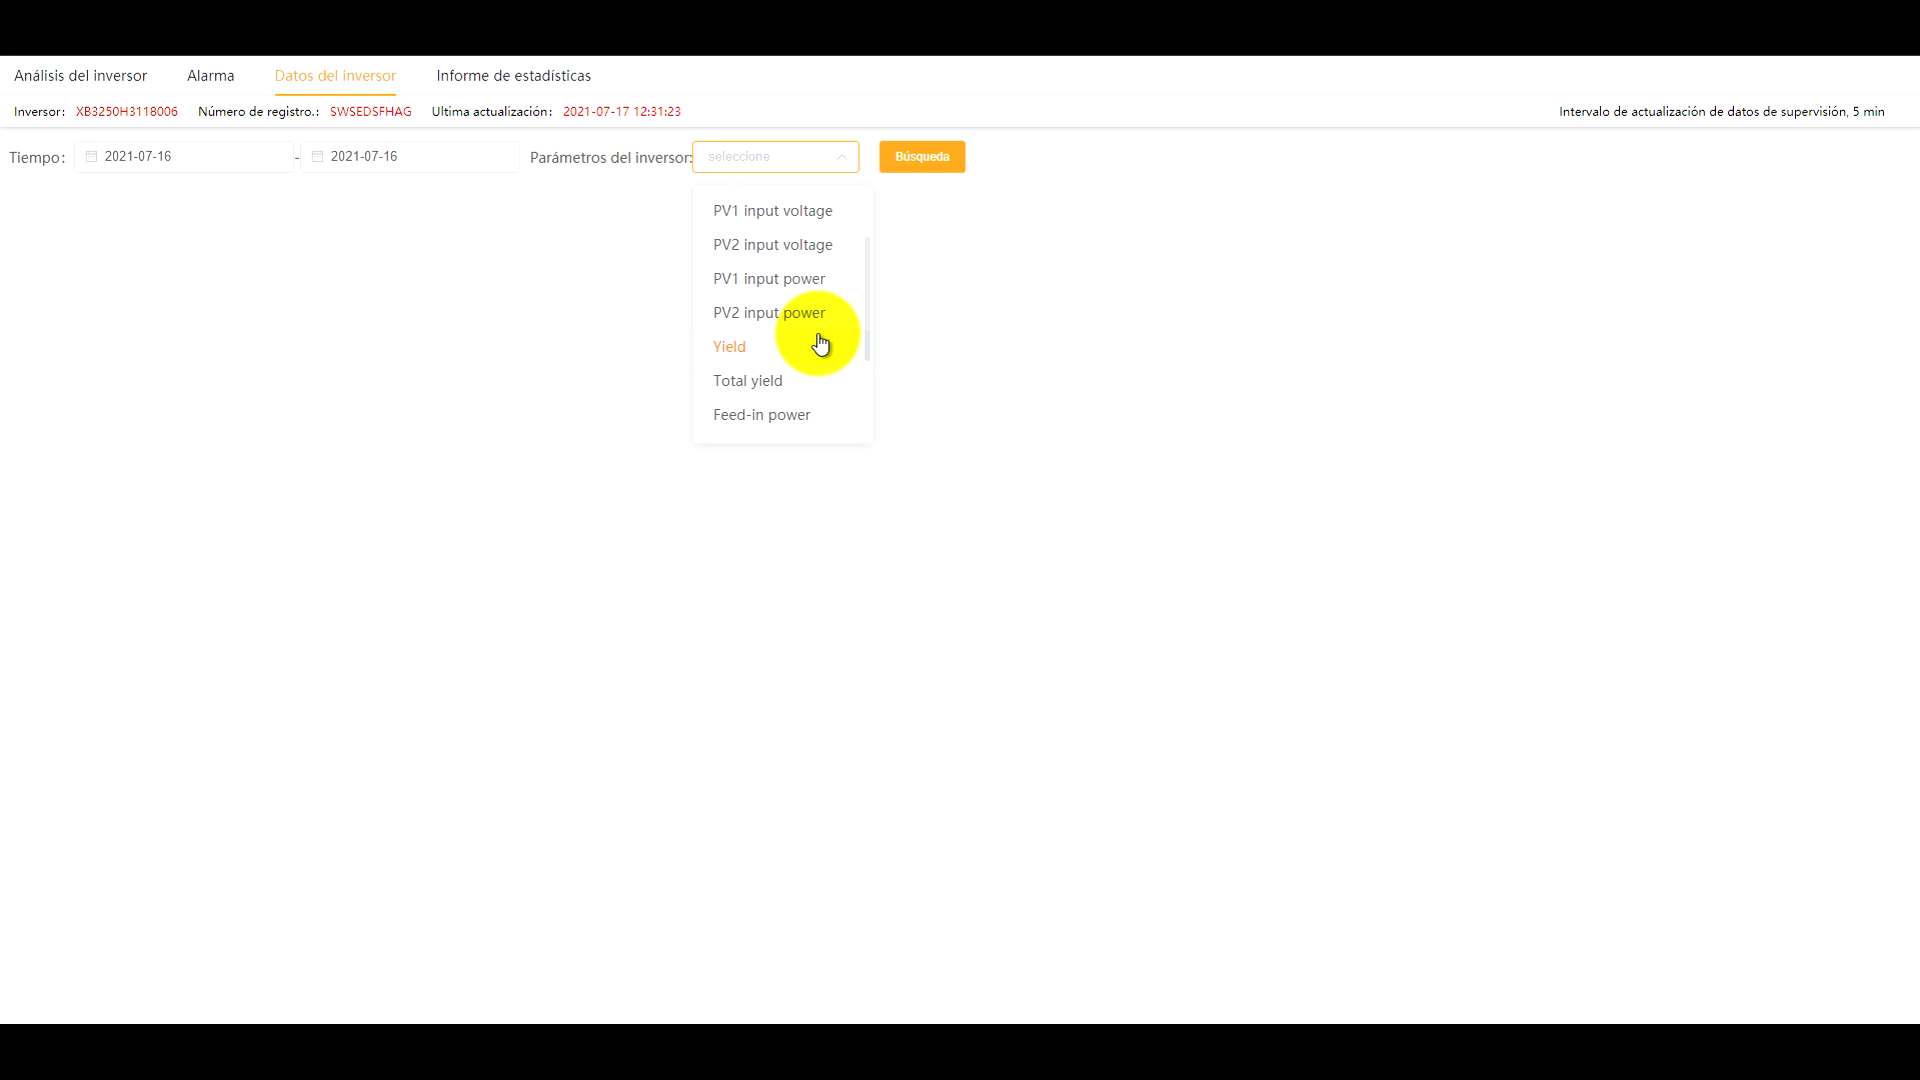 Análisis del inversor Alarma Datos del inversor Informe de estadísticas
Inversor: XB3250H3118006 Número de registro.: SWSEDSFHAG Ultima actualización: 2021-07-17 12:31:23 Intervalo de actualización de datos de supervisión, 5 min
Tiempo: 2021-07-16 - 2021-07-16 Parámetros del inversor: seleccione Búsqueda
PV1 input voltage
PV2 input voltage
PV1 input power
PV2 input power
Yield
Total yield
Feed-in power